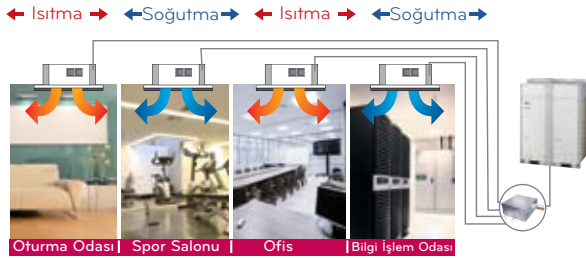 Isıtma Soğutma Isıtma Soğutma
Oturma Odası Spor Salonu Ofis Bilgi İşlem Odası